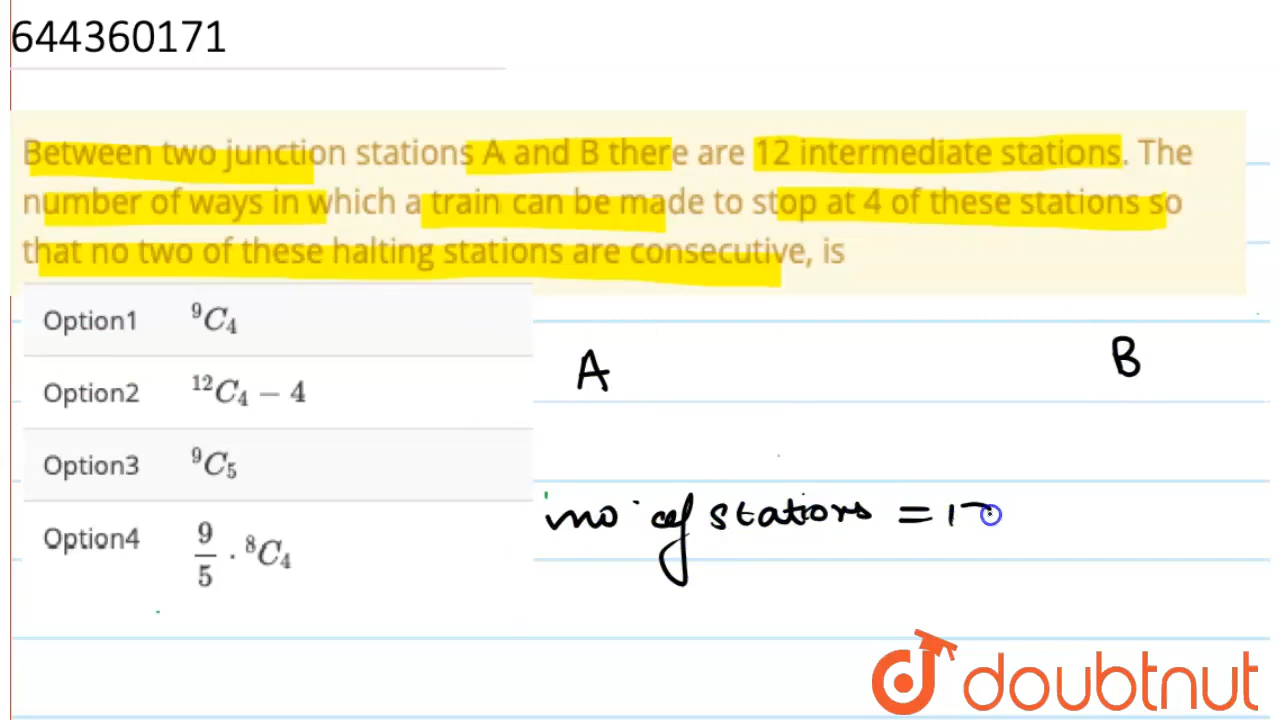 644360171
Between two junction stations A and B there are 12 intermediate stations. The
number of ways in which a train can be made to stop at 4 of these stations so
that no two of these halting stations are consecutive, is
Option1 ⁹C₄
Option2 ¹²C₄ − 4
Option3 ⁹C₅
Option4 9/5 · ⁸C₄
A B
no of stations = 1
doubtnut